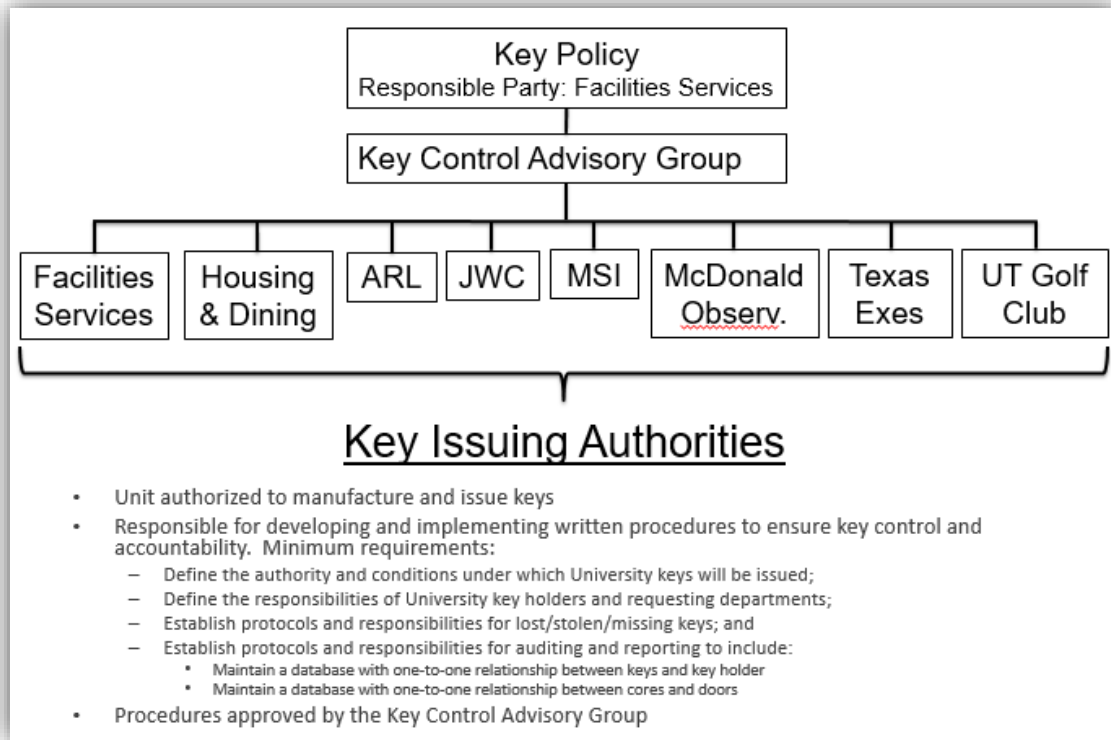 Key Policy
Responsible Party: Facilities Services
Key Control Advisory Group
Facilities
Services
Housing
& Dining
ARL
JWC
MSI
McDonald
Observ.
Texas
Exes
UT Golf
Club
Key Issuing Authorities
• Unit authorized to manufacture and issue keys
• Responsible for developing and implementing written procedures to ensure key control and
accountability.  Minimum requirements:
– Define the authority and conditions under which University keys will be issued;
– Define the responsibilities of University key holders and requesting departments;
– Establish protocols and responsibilities for lost/stolen/missing keys; and
– Establish protocols and responsibilities for auditing and reporting to include:
• Maintain a database with one-to-one relationship between keys and key holder
• Maintain a database with one-to-one relationship between cores and doors
• Procedures approved by the Key Control Advisory Group